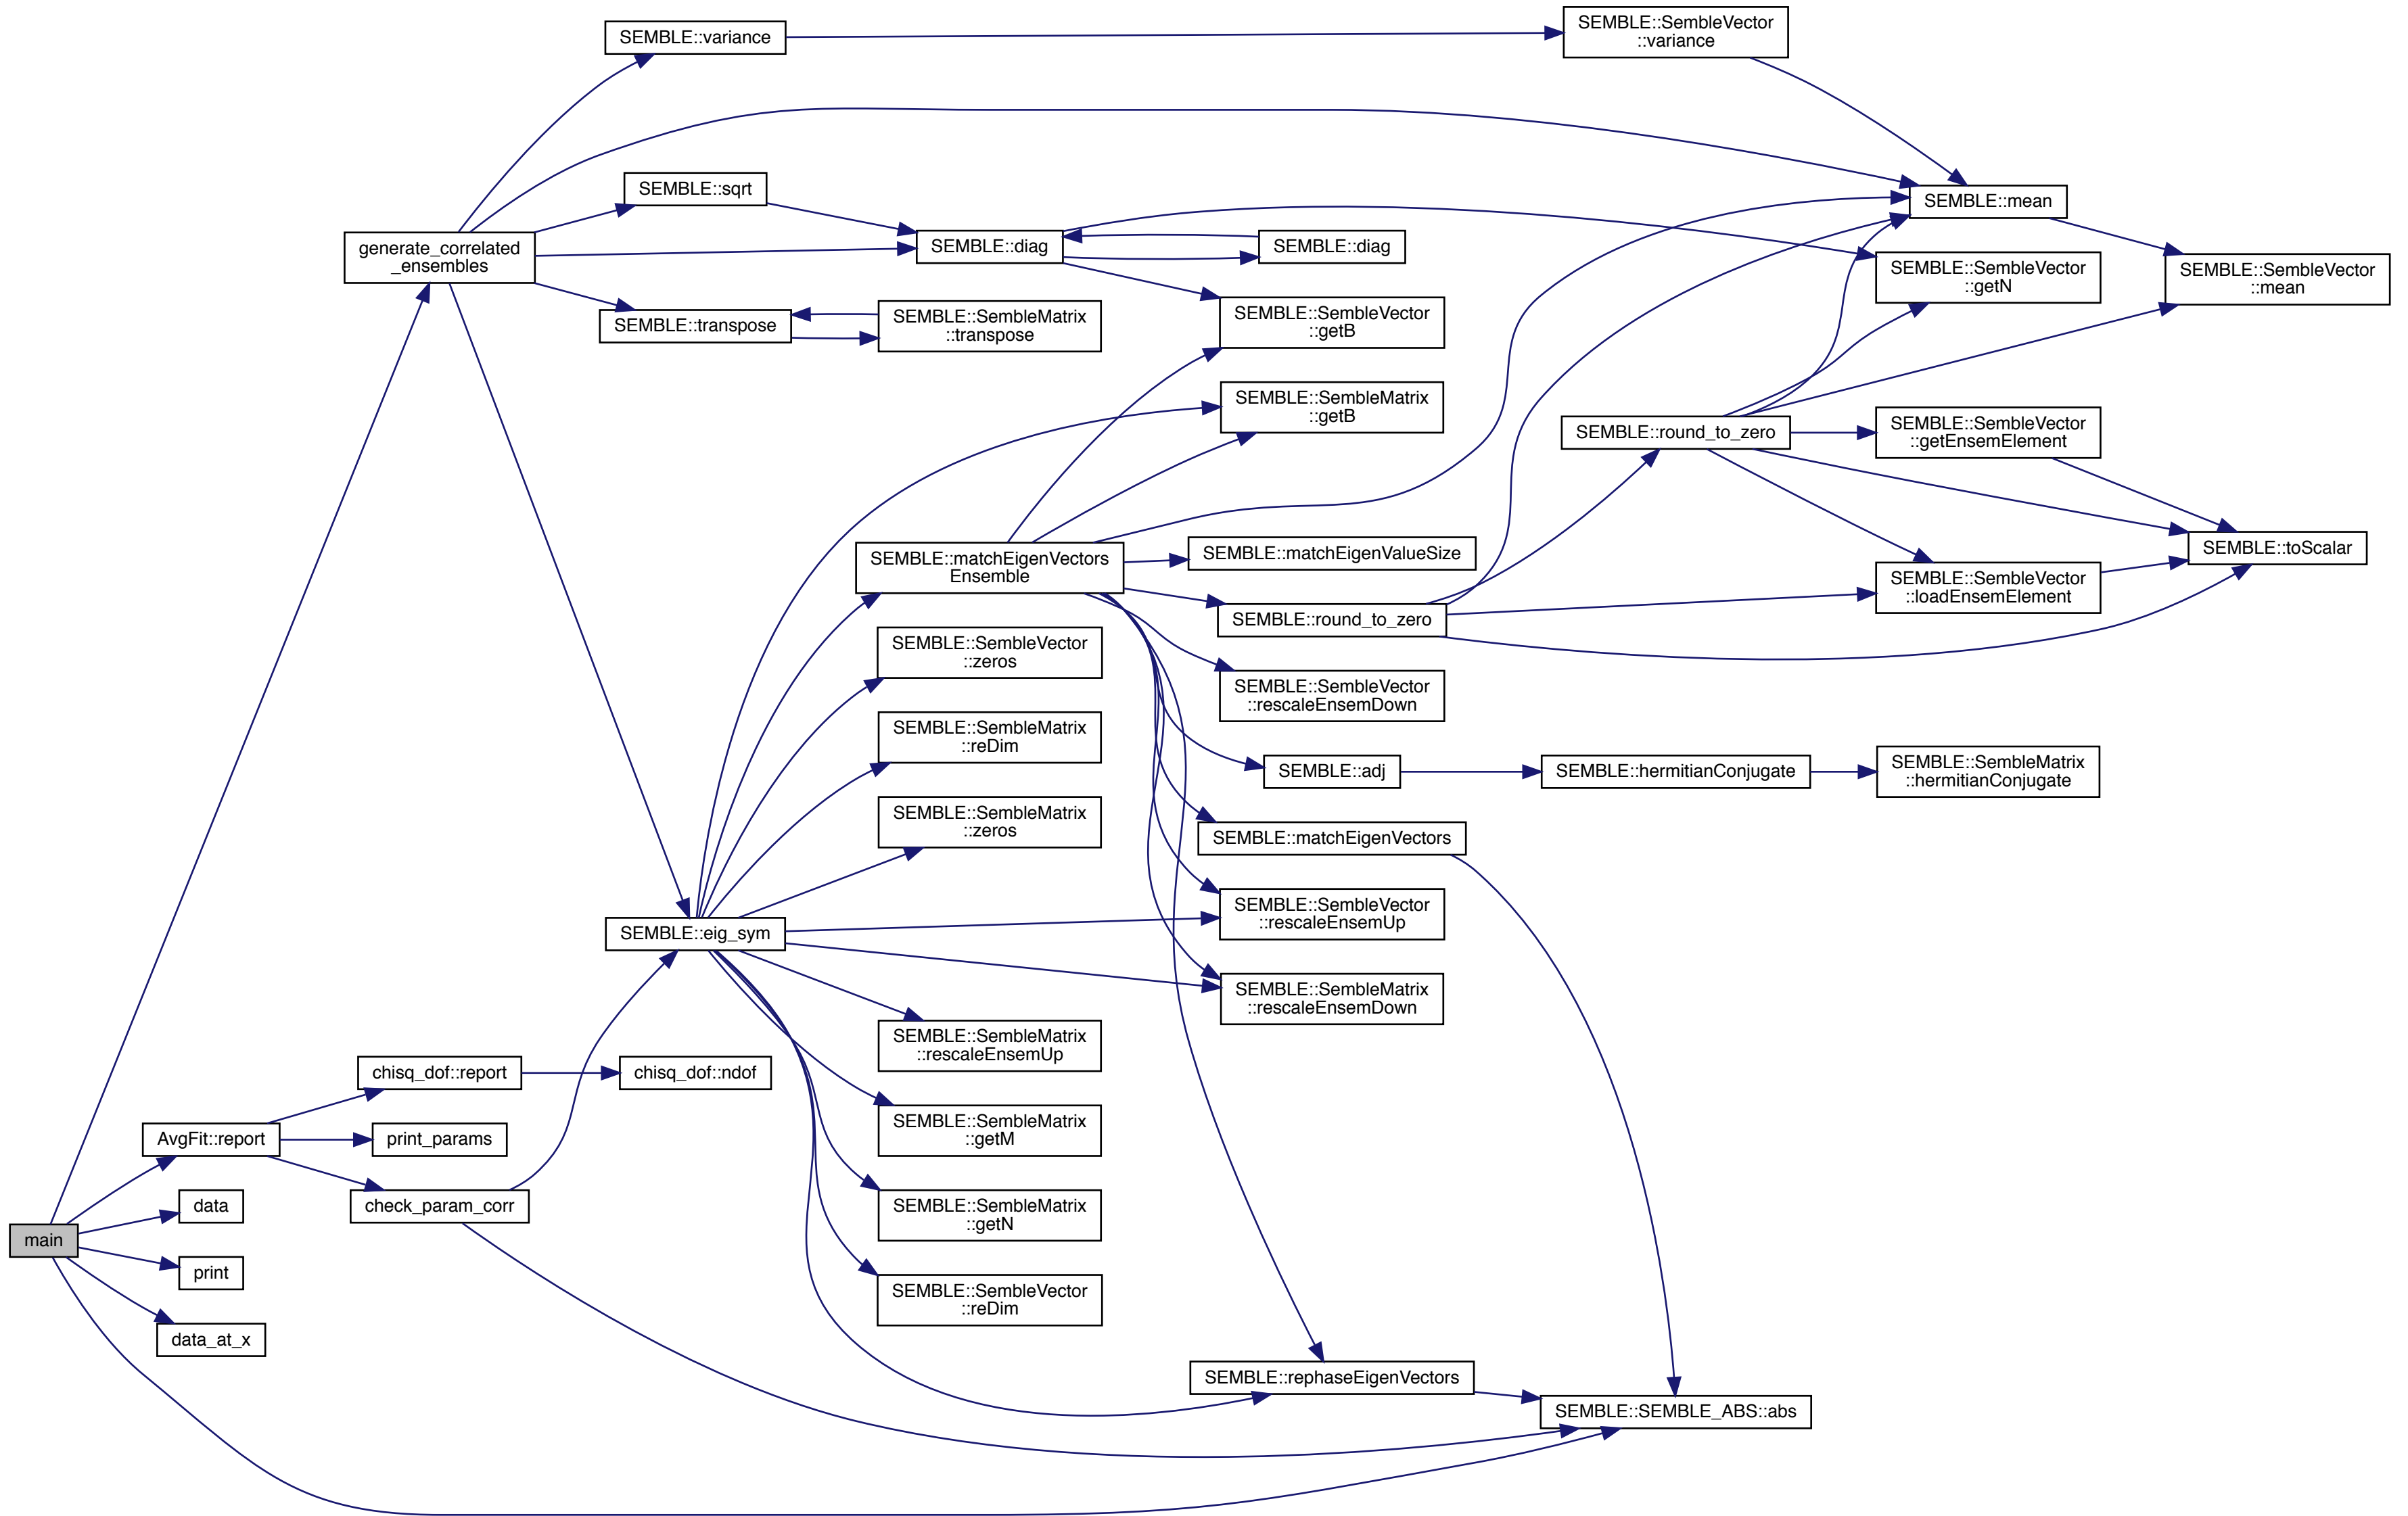 main
generate_correlated
_ensembles
AvgFit::report
data
print
data_at_x
chisq_dof::report
print_params
check_param_corr
SEMBLE::variance
SEMBLE::sqrt
SEMBLE::transpose
SEMBLE::eig_sym
chisq_dof::ndof
SEMBLE::diag
SEMBLE::SembleMatrix
::transpose
SEMBLE::matchEigenVectors
Ensemble
SEMBLE::SembleVector
::zeros
SEMBLE::SembleMatrix
::reDim
SEMBLE::SembleMatrix
::zeros
SEMBLE::SembleMatrix
::rescaleEnsemUp
SEMBLE::SembleMatrix
::getM
SEMBLE::SembleMatrix
::getN
SEMBLE::SembleVector
::reDim
SEMBLE::diag
SEMBLE::SembleVector
::getB
SEMBLE::SembleMatrix
::getB
SEMBLE::matchEigenValueSize
SEMBLE::round_to_zero
SEMBLE::SembleVector
::rescaleEnsemDown
SEMBLE::adj
SEMBLE::matchEigenVectors
SEMBLE::SembleVector
::rescaleEnsemUp
SEMBLE::SembleMatrix
::rescaleEnsemDown
SEMBLE::rephaseEigenVectors
SEMBLE::SembleVector
::variance
SEMBLE::round_to_zero
SEMBLE::hermitianConjugate
SEMBLE::SEMBLE_ABS::abs
SEMBLE::mean
SEMBLE::SembleVector
::getN
SEMBLE::SembleVector
::getEnsemElement
SEMBLE::SembleVector
::loadEnsemElement
SEMBLE::SembleMatrix
::hermitianConjugate
SEMBLE::SembleVector
::mean
SEMBLE::toScalar